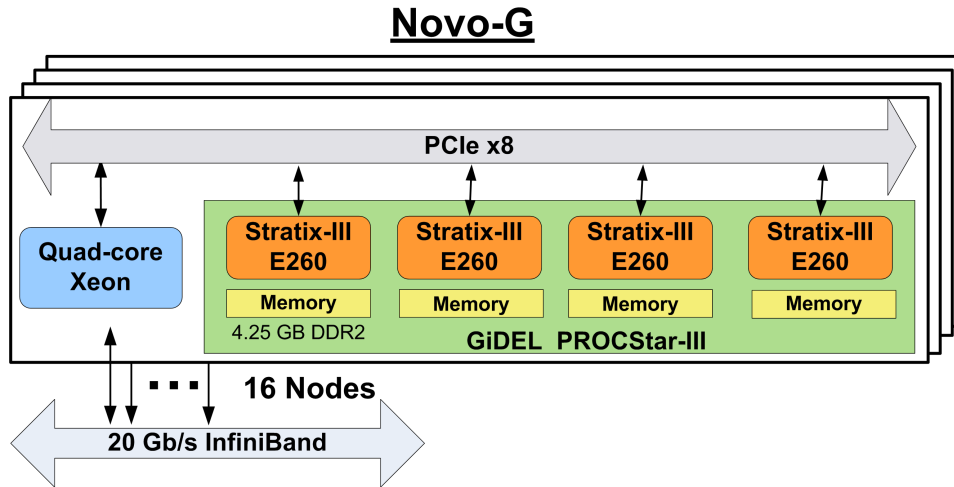 Novo-G
PCIe x8
Quad-core
Xeon
Stratix-III
E260
Stratix-III
E260
Stratix-III
E260
Stratix-III
E260
Memory
Memory
Memory
Memory
4.25 GB DDR2
GiDEL PROCStar-III
16 Nodes
20 Gb/s InfiniBand